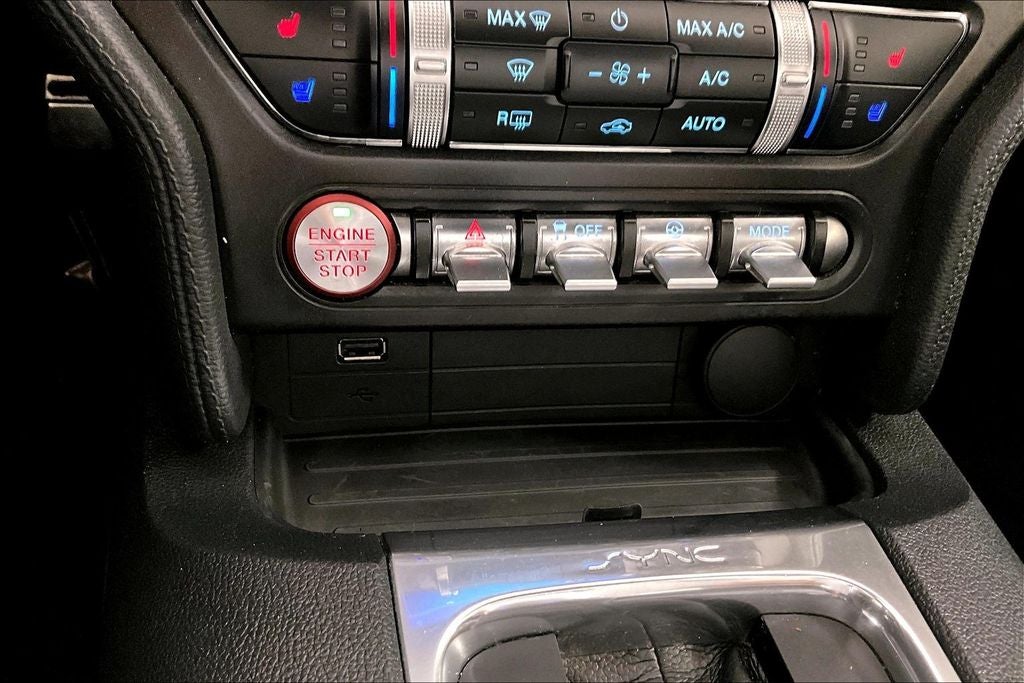 MAX
MAX A/C
- +
A/C
R
AUTO
ENGINE
START
STOP
OFF
MODE
SYNC